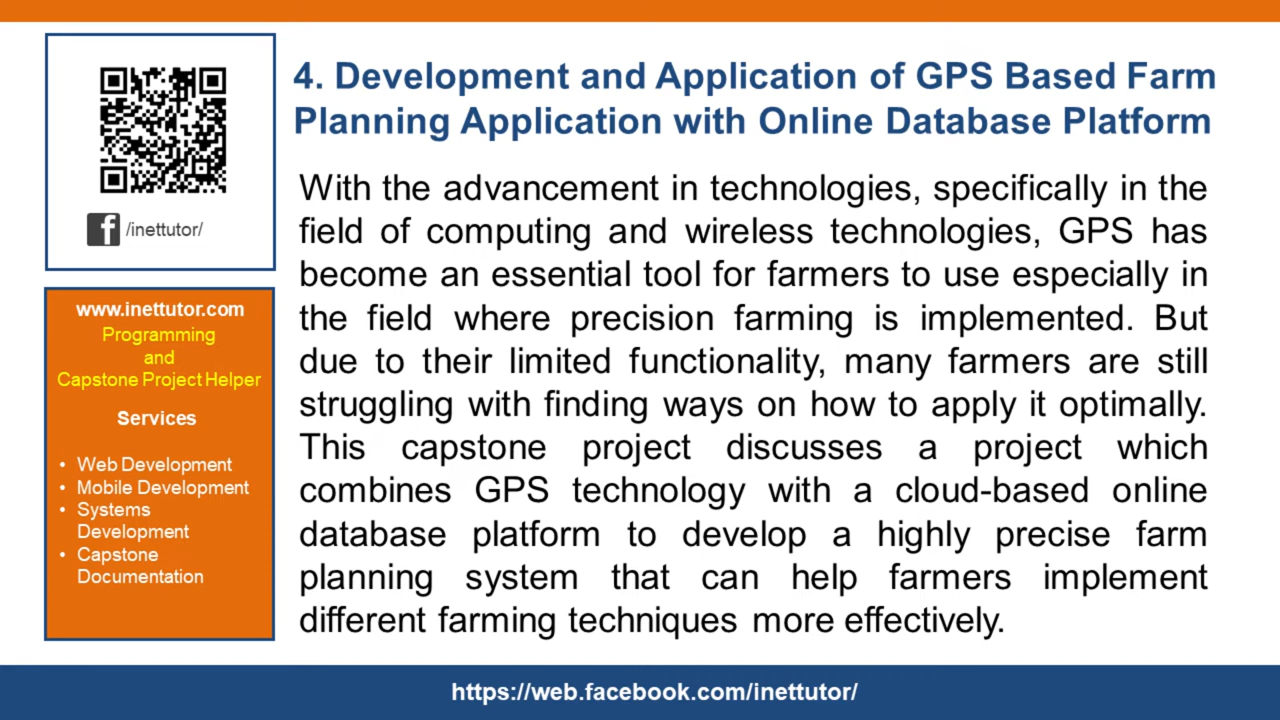 /inettutor/
www.inettutor.com
Programming
and
Capstone Project Helper
Services
• Web Development
• Mobile Development
• Systems
Development
• Capstone
Documentation
4. Development and Application of GPS Based Farm
Planning Application with Online Database Platform
With the advancement in technologies, specifically in the
field of computing and wireless technologies, GPS has
become an essential tool for farmers to use especially in
the field where precision farming is implemented. But
due to their limited functionality, many farmers are still
struggling with finding ways on how to apply it optimally.
This capstone project discusses a project which
combines GPS technology with a cloud-based online
database platform to develop a highly precise farm
planning system that can help farmers implement
different farming techniques more effectively.
https://web.facebook.com/inettutor/